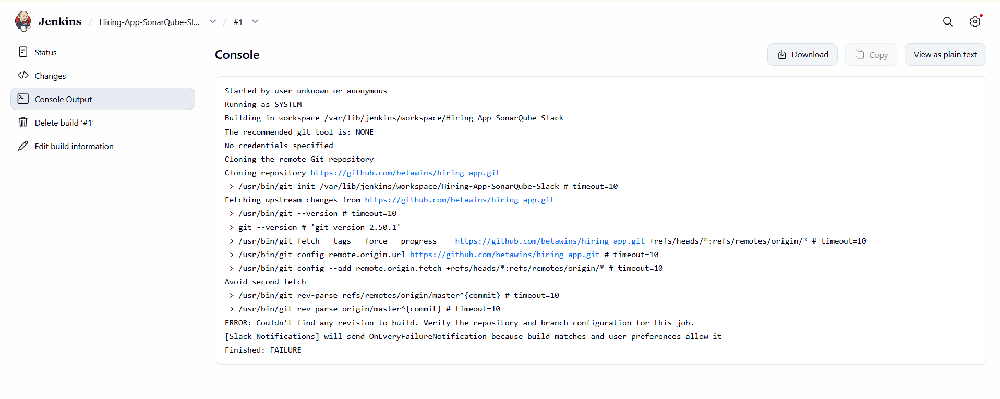 Jenkins / Hiring-App-SonarQube-Sl... / #1
Status
Changes
Console Output
Delete build ‘#1’
Edit build information
Console
Download
Copy
View as plain text
Started by user unknown or anonymous
Running as SYSTEM
Building in workspace /var/lib/jenkins/workspace/Hiring-App-SonarQube-Slack
The recommended git tool is: NONE
No credentials specified
Cloning the remote Git repository
Cloning repository https://github.com/betawins/hiring-app.git
 > /usr/bin/git init /var/lib/jenkins/workspace/Hiring-App-SonarQube-Slack # timeout=10
Fetching upstream changes from https://github.com/betawins/hiring-app.git
 > /usr/bin/git --version # timeout=10
 > git --version # 'git version 2.50.1'
 > /usr/bin/git fetch --tags --force --progress -- https://github.com/betawins/hiring-app.git +refs/heads/*:refs/remotes/origin/* # timeout=10
 > /usr/bin/git config remote.origin.url https://github.com/betawins/hiring-app.git # timeout=10
 > /usr/bin/git config --add remote.origin.fetch +refs/heads/*:refs/remotes/origin/* # timeout=10
Avoid second fetch
 > /usr/bin/git rev-parse refs/remotes/origin/master^{commit} # timeout=10
 > /usr/bin/git rev-parse origin/master^{commit} # timeout=10
ERROR: Couldn't find any revision to build. Verify the repository and branch configuration for this job.
[Slack Notifications] will send OnEveryFailureNotification because build matches and user preferences allow it
Finished: FAILURE